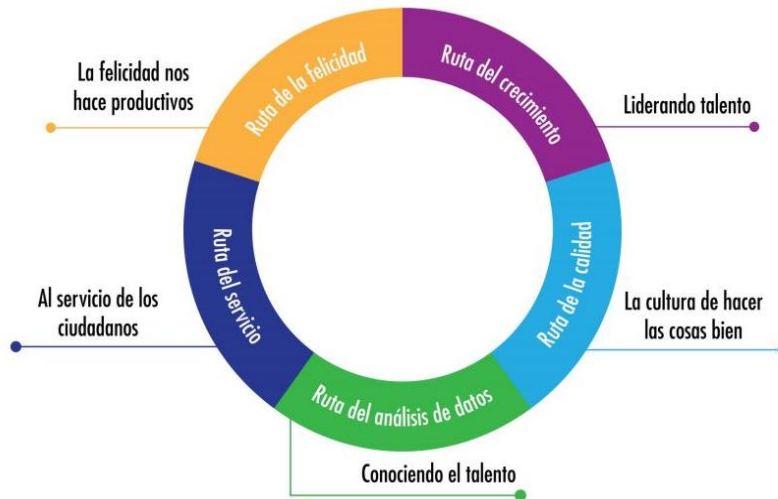 La felicidad nos
hace productivos
Ruta de la felicidad
Ruta del crecimiento
Liderando talento
Al servicio de los
ciudadanos
Ruta del servicio
Ruta de la calidad
La cultura de hacer
las cosas bien
Ruta del análisis de datos
Conociendo el talento